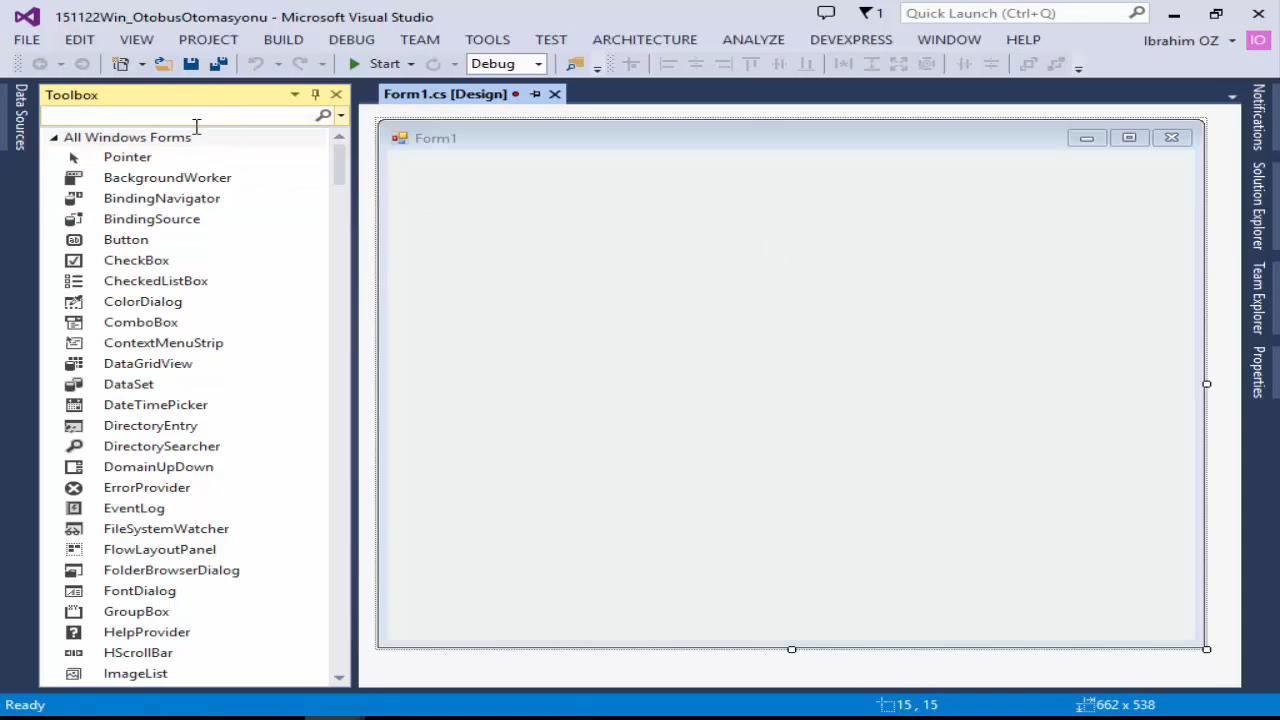 151122Win_OtobusOtomasyonu - Microsoft Visual Studio
1
Quick Launch (Ctrl+Q)
FILE EDIT VIEW PROJECT BUILD DEBUG TEAM TOOLS TEST ARCHITECTURE ANALYZE DEVEXPRESS WINDOW HELP
Ibrahim OZ IO
Start Debug
Data Sources
Toolbox
All Windows Forms
Pointer
BackgroundWorker
BindingNavigator
BindingSource
Button
CheckBox
CheckedListBox
ColorDialog
ComboBox
ContextMenuStrip
DataGridView
DataSet
DateTimePicker
DirectoryEntry
DirectorySearcher
DomainUpDown
ErrorProvider
EventLog
FileSystemWatcher
FlowLayoutPanel
FolderBrowserDialog
FontDialog
GroupBox
HelpProvider
HScrollBar
ImageList
Form1.cs [Design]
Form1
Notifications
Solution Explorer
Team Explorer
Properties
Ready
15 , 15
662 x 538